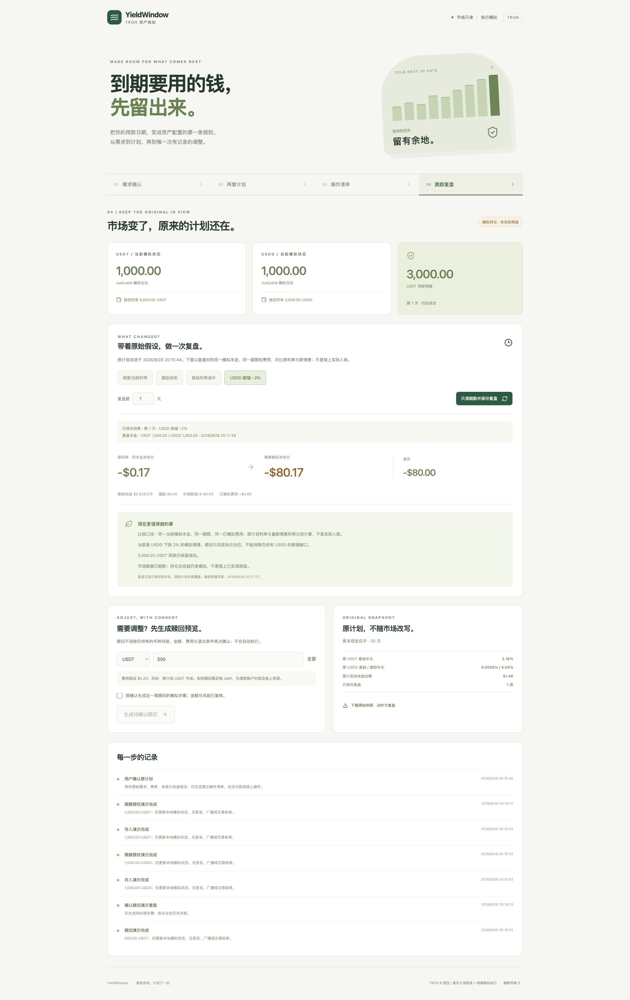 YieldWindow
TRON 资产规划
市场只读 / 执行模拟
TRON
MAKE ROOM FOR WHAT COMES NEXT
到期要用的钱，
先留出来。
把你的用款日期，变成资产配置的第一条规则。
从需求到计划，再到每一次有记录的调整。
YOUR NEXT 30 DAYS
流动性优先
留有余地。
01 需求确认
02 两套计划
03 操作清单
04 跟踪复盘
04 / KEEP THE ORIGINAL IN VIEW
市场变了，原来的计划还在。
模拟持仓 · 非实际损益
USDT / 当前模拟状态
1,000.00
JustLend 模拟仓位
钱包仍有 5,000.00 USDT
USDD / 当前模拟状态
1,000.00
JustLend 模拟仓位
钱包仍有 3,000.00 USDD
3,000.00
USDT 用款预留
第 7 天 · 仍在钱包
WHAT CHANGED?
带着原始假设，做一次复盘。
原计划冻结于 2026/9/28 20:15:44。下面以复盘时的同一模拟本金、同一期限和费用，对比原利率与新情景；不是链上实际入账。
刷新当前利率
激励结束
基础利率减半
USDD 脱锚 −2%
复盘期 7 天
只读刷新并保存复盘
已保存结果 · 第 7 天 · USDD 脱锚 −2%
复盘本金：USDT 1,500.00 / USDD 1,000.00 · 2026/9/28 20:17:29
原利率 · 同本金净变化
-$0.17
情景模拟净变化
-$80.17
差异
-$80.00
基础收益 $0.626276 激励 $0.00 价格影响 $-80.00 已模拟费用 −$0.80
现在更值得做的事
比较口径：同一当前模拟本金、同一期限、同一已模拟费用；原计划利率与最新情景利率分别计算，不是实际入账。
当前是 USDD 下跌 2% 的模拟情景。赎回只改变协议仓位，不能消除仍持有 USDD 的脱锚敞口。
3,000.00 USDT 用款仍保留钱包。
市场数据已刷新；持仓及收益仍是模拟，不是链上已实现损益。
复盘记录已保存到本机，原始计划未被覆盖。最新数据采集：2026/9/28 20:17:27。
ADJUST, WITH CONSENT
需要调整？先生成赎回预览。
赎回不消除仍持有的币种风险。金额、费用与退出条件再次确认；不会自动执行。
USDT
500
全部
费用假设 $0.20；目标：原计划 USDT 市场。实际赎回需足够 cash，无借款账户约束及链上资源。
我确认生成这一笔赎回的模拟步骤；金额与风险已复核。
生成待确认赎回
ORIGINAL SNAPSHOT
原计划，不随市场改写。
更多现金在手 · 30 天
原 USDT 基础年化 2.18%
原 USDD 基础 / 激励年化 0.0009% / 4.04%
原计划净收益估算 $1.48
已保存复盘 1 次
下载原始快照、动作与复盘
每一步的记录
用户确认原计划 2026/9/28 20:15:45
保存原始需求、费率、来源与收益假设；仅生成演示操作清单，尚无付款或链上操作。
限额授权演示完成 2026/9/28 20:15:51
1,500.00 USDT；仅更新本地模拟状态，无签名、广播或交易哈希。
存入演示完成 2026/9/28 20:15:52
1,500.00 USDT；仅更新本地模拟状态，无签名、广播或交易哈希。
限额授权演示完成 2026/9/28 20:15:52
1,000.00 USDD；仅更新本地模拟状态，无签名、广播或交易哈希。
存入演示完成 2026/9/28 20:15:53
1,000.00 USDD；仅更新本地模拟状态，无签名、广播或交易哈希。
确认赎回演示意图 2026/9/28 20:18:13
仅生成待处理步骤；协议仓位仍未改变。
赎回演示完成 2026/9/28 20:18:22
500.00 USDT；仅更新本地模拟状态，无签名、广播或交易哈希。
YieldWindow · 留有余地，计划下一步。
TRON B 原型 / 真实只读数据 + 明确模拟执行 刷新市场 ↻